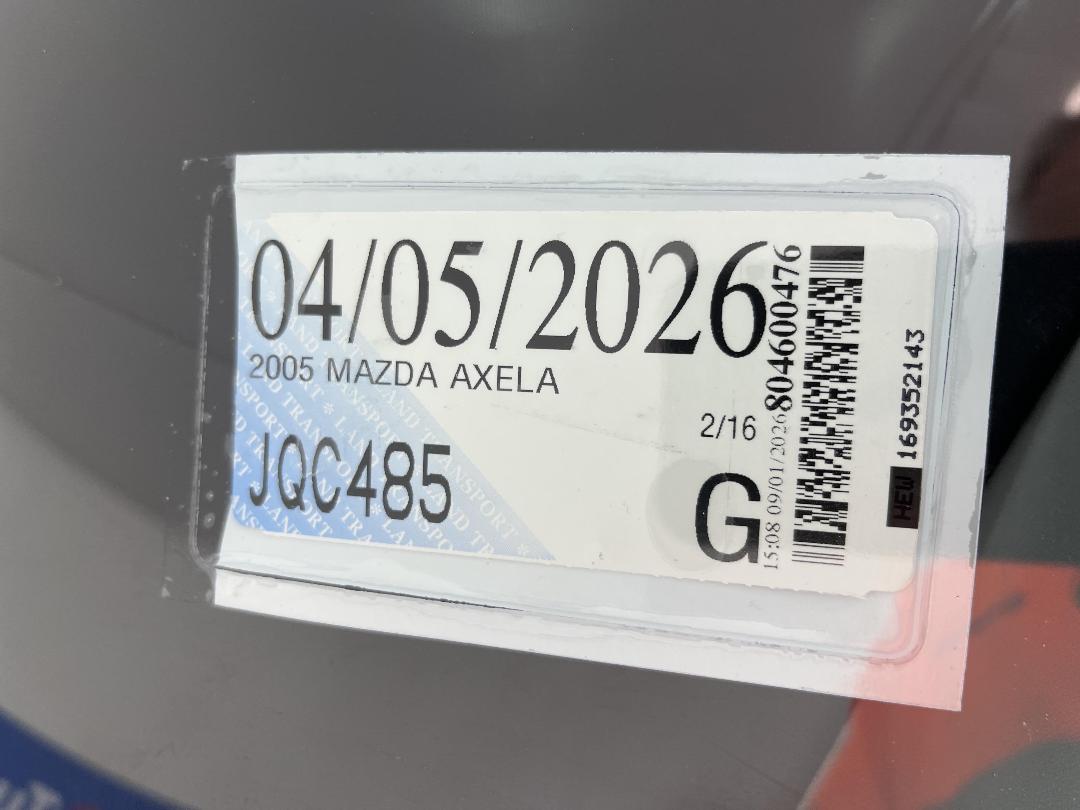 04/05/2026
2005 MAZDA AXELA
2/16
JQC485
G
15:08 09/01/2026 804600476
HEW 169352143